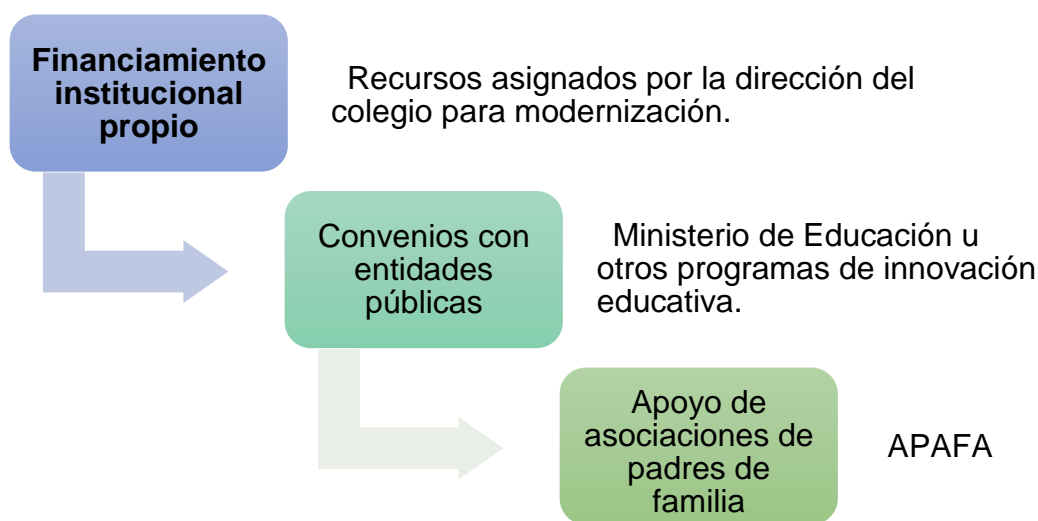 Financiamiento
institucional
propio
Recursos asignados por la dirección del
colegio para modernización.
Convenios con
entidades
públicas
Ministerio de Educación u
otros programas de innovación
educativa.
Apoyo de
asociaciones de
padres de
familia
APAFA